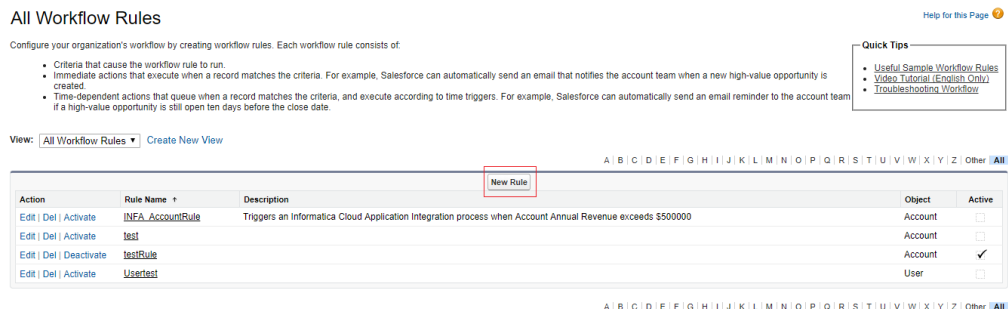 All Workflow Rules
Help for this Page
Configure your organization's workflow by creating workflow rules. Each workflow rule consists of:
Criteria that cause the workflow rule to run.
Immediate actions that execute when a record matches the criteria. For example, Salesforce can automatically send an email that notifies the account team when a new high-value opportunity is
created.
Time-dependent actions that queue when a record matches the criteria, and execute according to time triggers. For example, Salesforce can automatically send an email reminder to the account team
if a high-value opportunity is still open ten days before the close date.
Quick Tips
Useful Sample Workflow Rules
Video Tutorial (English Only)
Troubleshooting Workflow
View: All Workflow Rules Create New View
A | B | C | D | E | F | G | H | I | J | K | L | M | N | O | P | Q | R | S | T | U | V | W | X | Y | Z | Other All
New Rule
Action Rule Name ↑ Description Object Active
Edit | Del | Activate INFA_AccountRule Triggers an Informatica Cloud Application Integration process when Account Annual Revenue exceeds $500000 Account
Edit | Del | Activate test Account
Edit | Del | Deactivate testRule Account ✓
Edit | Del | Activate Usertest User
A | B | C | D | E | F | G | H | I | J | K | L | M | N | O | P | Q | R | S | T | U | V | W | X | Y | Z | Other All